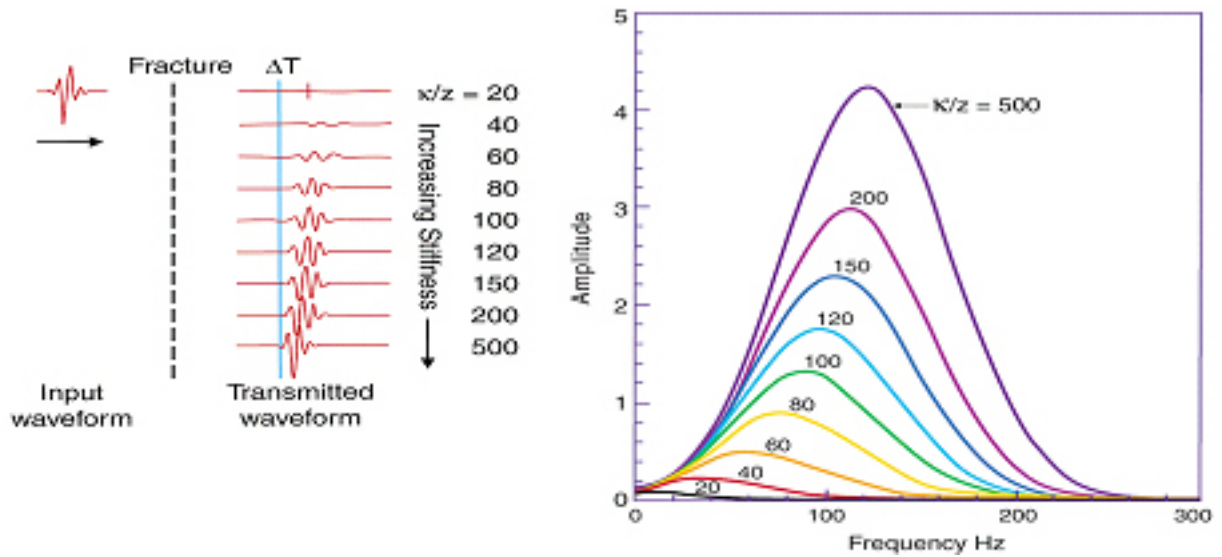 Fracture
ΔT
κ/z = 20
40
60
80
100
120
150
200
500
Increasing Stiffness
Input
waveform
Transmitted
waveform
5
4
3
2
1
0
Amplitude
κ/z = 500
200
150
120
100
80
60
40
20
0
100
200
300
Frequency Hz